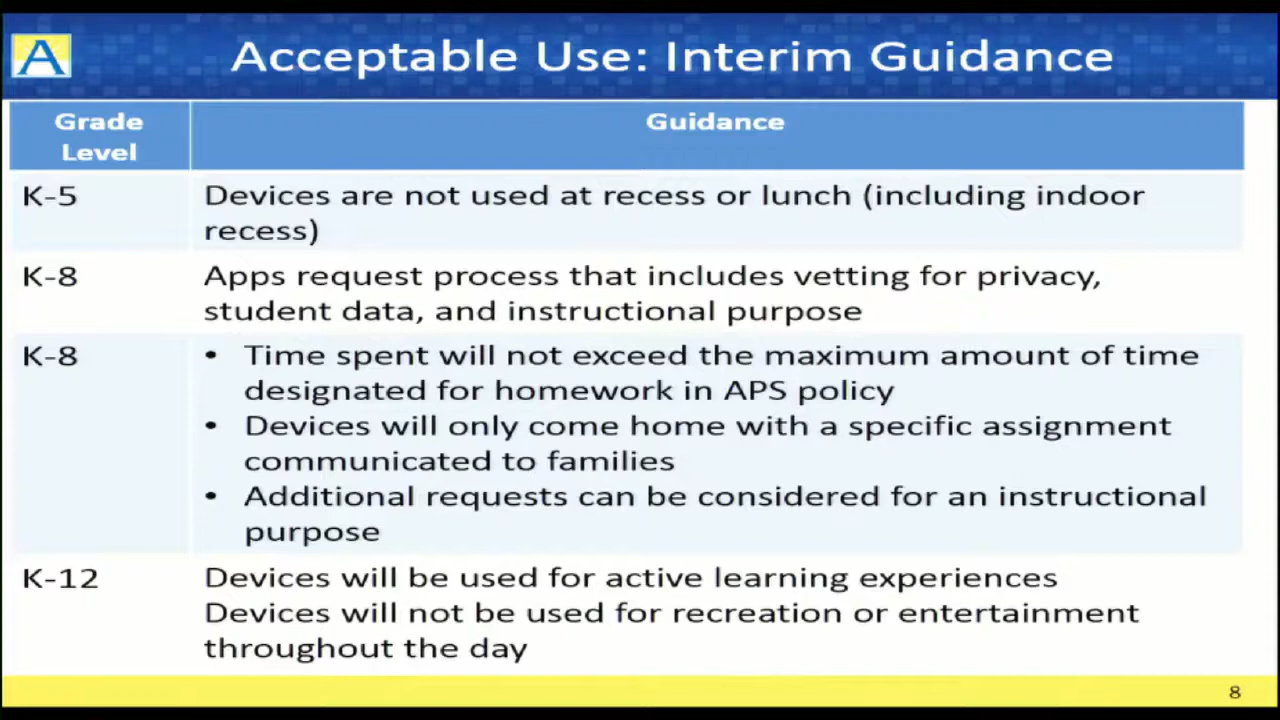 A
Acceptable Use: Interim Guidance
Grade
Level
Guidance
K-5
Devices are not used at recess or lunch (including indoor
recess)
K-8
Apps request process that includes vetting for privacy,
student data, and instructional purpose
K-8
• Time spent will not exceed the maximum amount of time
designated for homework in APS policy
• Devices will only come home with a specific assignment
communicated to families
• Additional requests can be considered for an instructional
purpose
K-12
Devices will be used for active learning experiences
Devices will not be used for recreation or entertainment
throughout the day
8